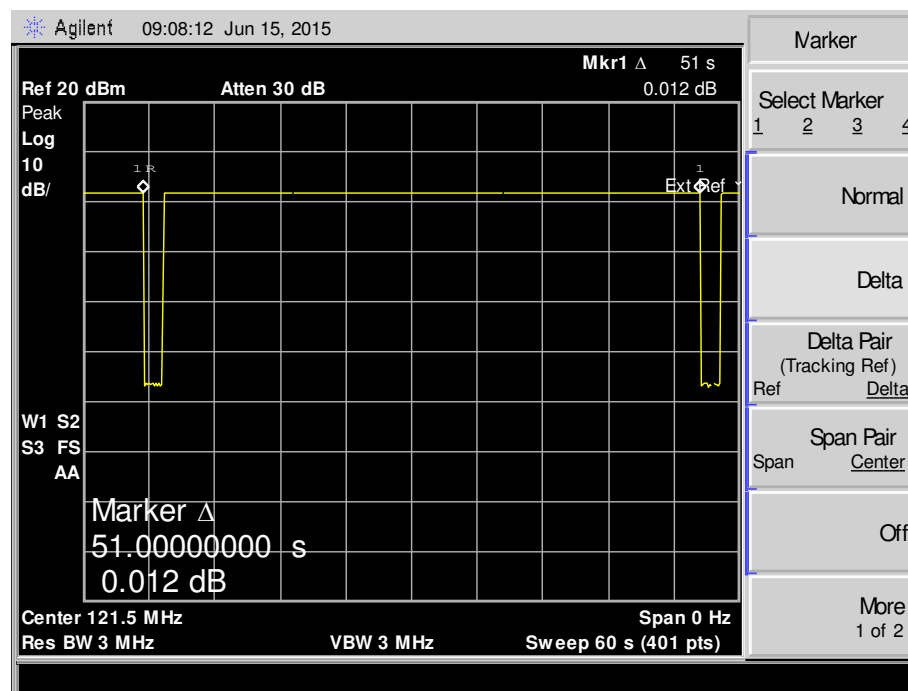 Agilent 09:08:12 Jun 15, 2015
Mkr1 Δ 51 s
Ref 20 dBm Atten 30 dB 0.012 dB
Peak
Log
10
dB/
1R
1
Ext Ref
W1 S2
S3 FS
AA
Marker Δ
51.00000000 s
0.012 dB
Center 121.5 MHz Span 0 Hz
Res BW 3 MHz VBW 3 MHz Sweep 60 s (401 pts)
Marker
Select Marker
1 2 3 4
Normal
Delta
Delta Pair
(Tracking Ref)
Ref Delta
Span Pair
Span Center
Off
More
1 of 2